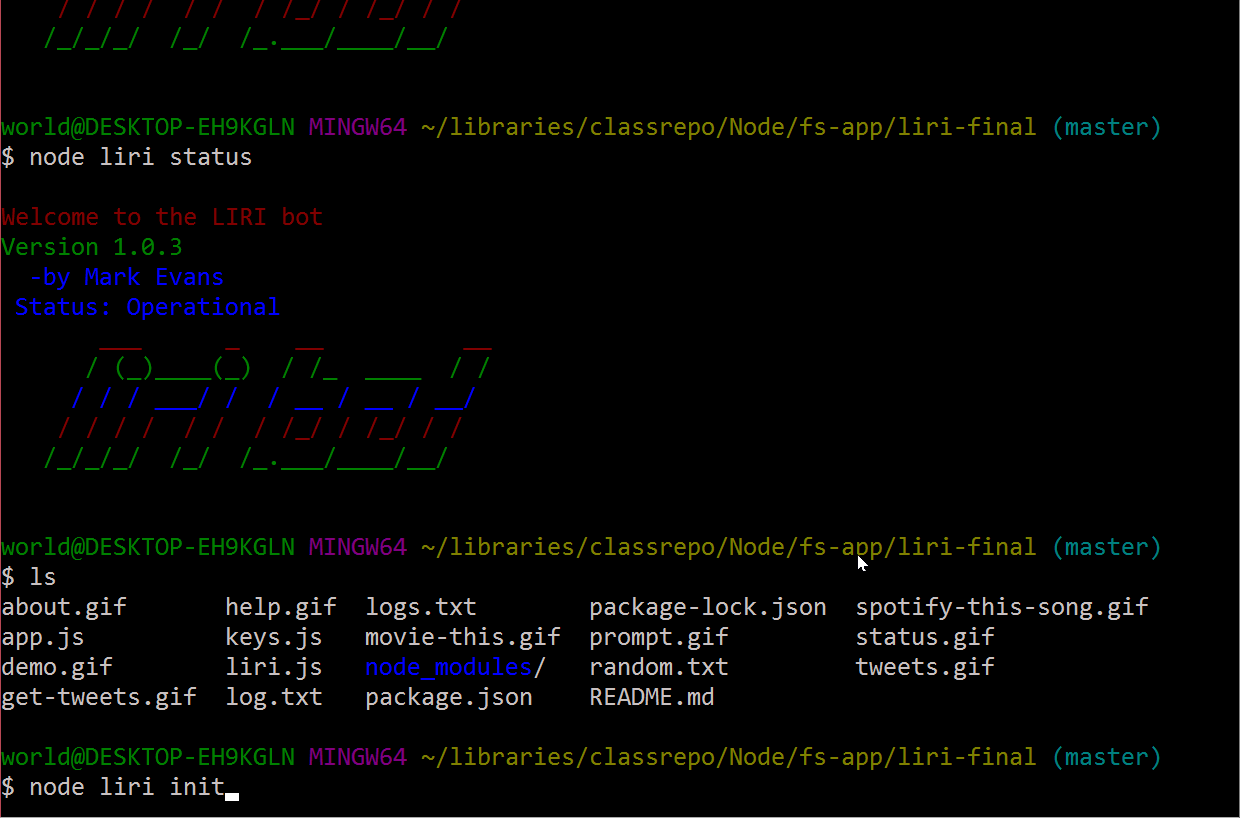 / / / /  / /  / /_/ / /_/ / /
   /_/_/_/  /_/  /_.___/____/__/
world@DESKTOP-EH9KGLN MINGW64 ~/libraries/classrepo/Node/fs-app/liri-final (master)
$ node liri status
Welcome to the LIRI bot
Version 1.0.3
  -by Mark Evans
 Status: Operational
       ___      _    __          __
      / (_)____(_)  / /_  ____  / /
     / / / ___/ /  / __ / __ / __/
    / / / /  / /  / /_/ / /_/ / /
   /_/_/_/  /_/  /_.___/____/__/
world@DESKTOP-EH9KGLN MINGW64 ~/libraries/classrepo/Node/fs-app/liri-final (master)
$ ls
about.gif       help.gif  logs.txt        package-lock.json  spotify-this-song.gif
app.js          keys.js   movie-this.gif  prompt.gif         status.gif
demo.gif        liri.js   node_modules/   random.txt         tweets.gif
get-tweets.gif  log.txt   package.json    README.md
world@DESKTOP-EH9KGLN MINGW64 ~/libraries/classrepo/Node/fs-app/liri-final (master)
$ node liri init